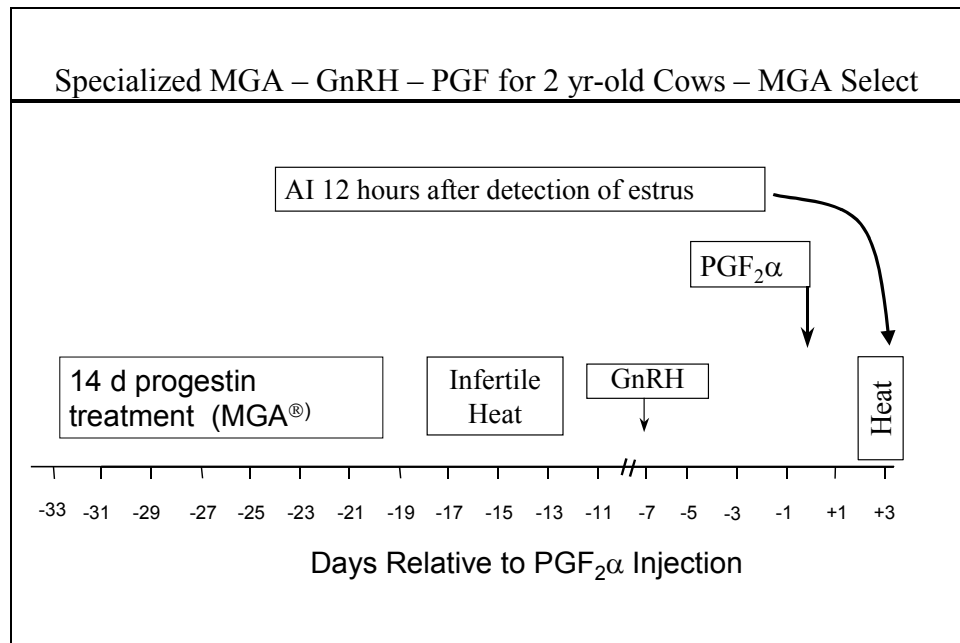 Specialized MGA – GnRH – PGF for 2 yr-old Cows – MGA Select
AI 12 hours after detection of estrus
PGF₂α
14 d progestin
treatment (MGA®)
Infertile
Heat
GnRH
Heat
-33 -31 -29 -27 -25 -23 -21 -19 -17 -15 -13 -11 -7 -5 -3 -1 +1 +3
Days Relative to PGF₂α Injection